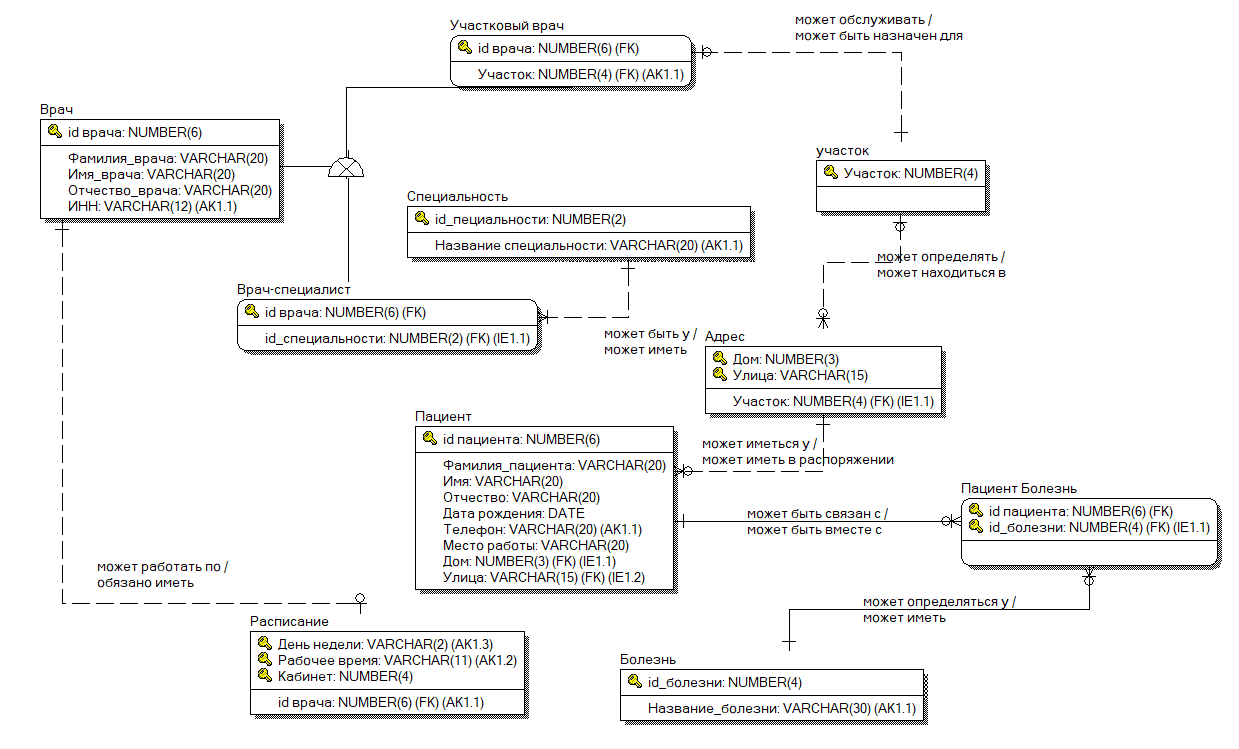 Участковый врач
id врача: NUMBER(6) (FK)
Участок: NUMBER(4) (FK) (AK1.1)
может обслуживать /
может быть назначен для
Врач
id врача: NUMBER(6)
Фамилия_врача: VARCHAR(20)
Имя_врача: VARCHAR(20)
Отчество_врача: VARCHAR(20)
ИНН: VARCHAR(12) (AK1.1)
участок
Участок: NUMBER(4)
Специальность
id_пециальности: NUMBER(2)
Название специальности: VARCHAR(20) (AK1.1)
может определять /
может находиться в
Врач-специалист
id врача: NUMBER(6) (FK)
id_специальности: NUMBER(2) (FK) (IE1.1)
может быть у /
может иметь
Адрес
Дом: NUMBER(3)
Улица: VARCHAR(15)
Участок: NUMBER(4) (FK) (IE1.1)
Пациент
id пациента: NUMBER(6)
Фамилия_пациента: VARCHAR(20)
Имя: VARCHAR(20)
Отчество: VARCHAR(20)
Дата рождения: DATE
Телефон: VARCHAR(20) (AK1.1)
Место работы: VARCHAR(20)
Дом: NUMBER(3) (FK) (IE1.1)
Улица: VARCHAR(15) (FK) (IE1.2)
может иметься у /
может иметь в распоряжении
может быть связан с /
может быть вместе с
Пациент Болезнь
id пациента: NUMBER(6) (FK)
id_болезни: NUMBER(4) (FK) (IE1.1)
может работать по /
обязано иметь
может определяться у /
может иметь
Расписание
День недели: VARCHAR(2) (AK1.3)
Рабочее время: VARCHAR(11) (AK1.2)
Кабинет: NUMBER(4)
id врача: NUMBER(6) (FK) (AK1.1)
Болезнь
id_болезни: NUMBER(4)
Название_болезни: VARCHAR(30) (AK1.1)